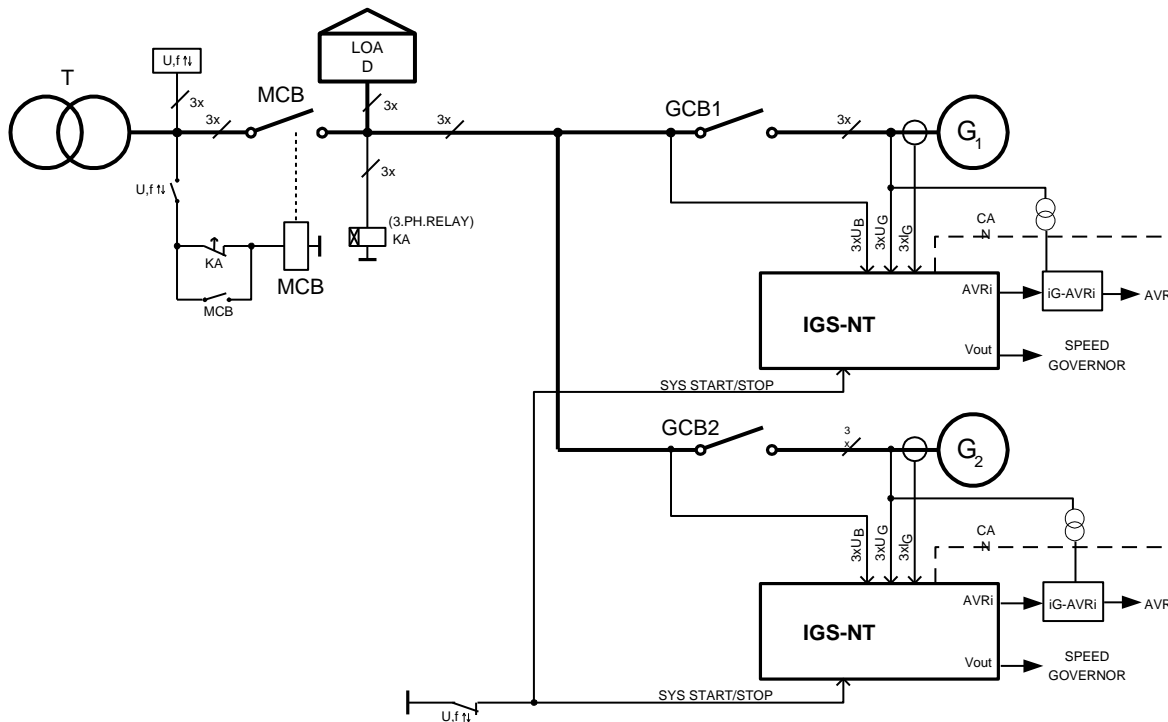 LOA
D
U,f ↑↓
T
3x
3x
MCB
3x
3x
3x
GCB1
3x
G1
U,f ↑↓
(3.PH.RELAY)
KA
KA
MCB
MCB
3xUB
3xUG
3xIG
CA
N
AVRi
iG-AVRi
AVR
IGS-NT
Vout
SPEED
GOVERNOR
SYS START/STOP
GCB2
3
x
G2
3xUB
3xUG
3xIG
CA
N
AVRi
iG-AVRi
AVR
IGS-NT
Vout
SPEED
GOVERNOR
SYS START/STOP
U,f ↑↓